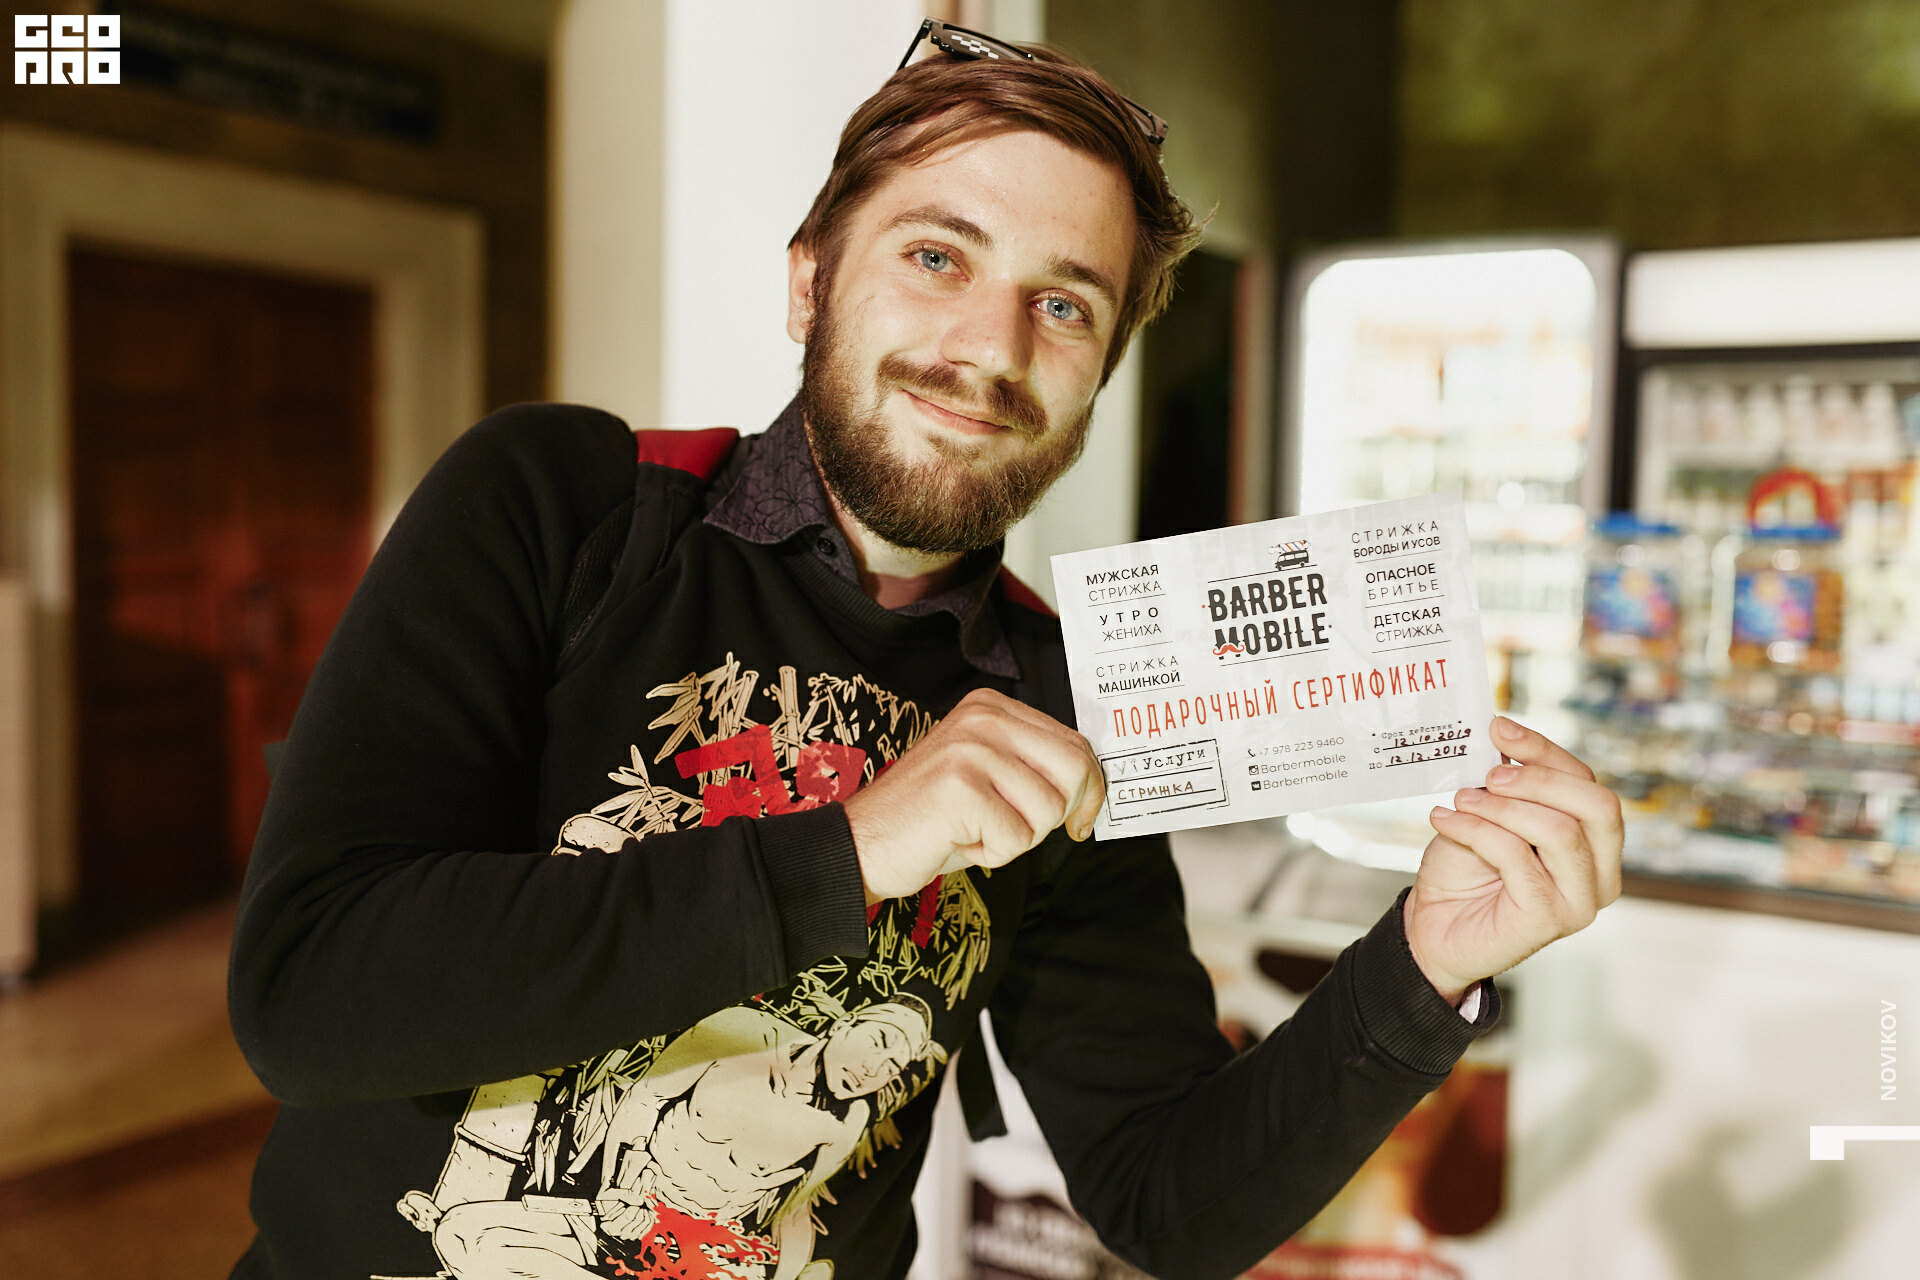 GEO
PRO
МУЖСКАЯ
СТРИЖКА
УТРО
ЖЕНИХА
СТРИЖКА
МАШИНКОЙ
BARBER
MOBILE
СТРИЖКА
БОРОДЫ И УСОВ
ОПАСНОЕ
БРИТЬЕ
ДЕТСКАЯ
СТРИЖКА
ПОДАРОЧНЫЙ СЕРТИФИКАТ
Услуги
СТРИЖКА
+7 978 223 9460
Barbermobile
Barbermobile
* Срок действия *
с 12.10.2019
по 12.12.2019
NOVIKOV